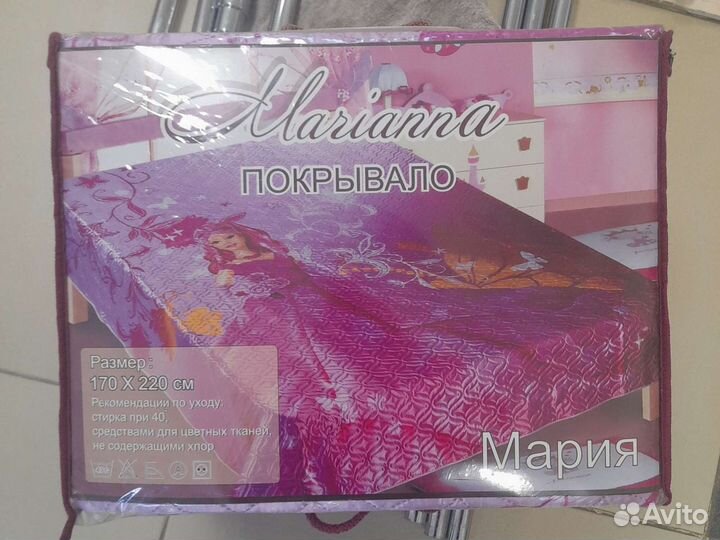 Marianna
ПОКРЫВАЛО
Размер:
170 X 220 см
Рекомендации по уходу:
стирка при 40,
средствами для цветных тканей,
не содержащими хлор
Мария
Avito